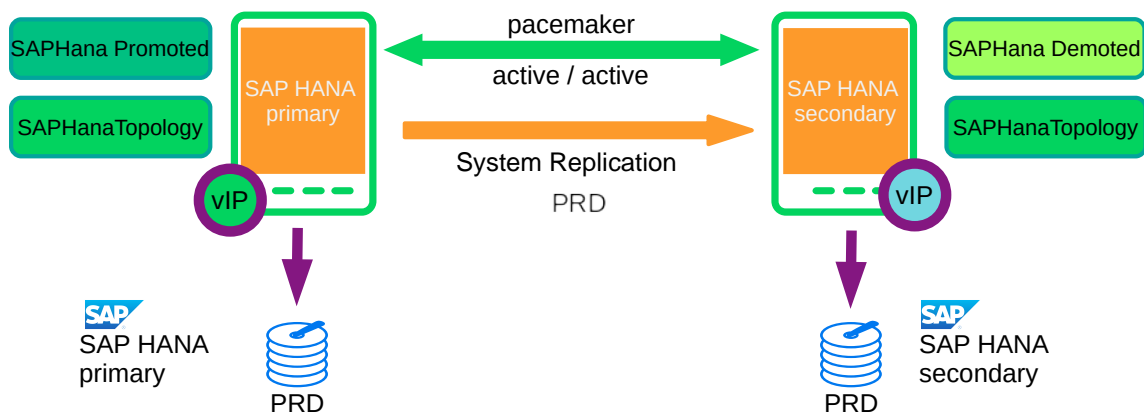 SAPHana Promoted
SAPHanaTopology
SAP HANA
primary
vIP
pacemaker
active / active
System Replication
PRD
SAP HANA
secondary
vIP
SAPHana Demoted
SAPHanaTopology
SAP
SAP HANA
primary
PRD
PRD
SAP
SAP HANA
secondary